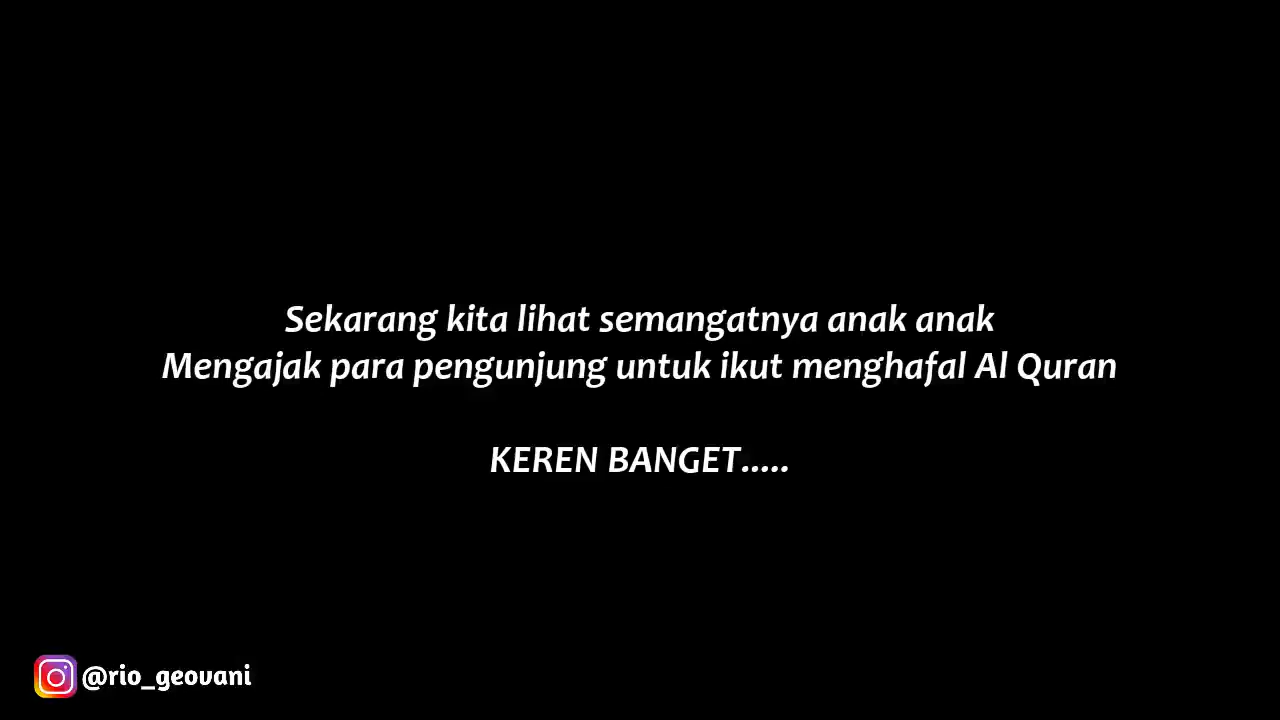 Sekarang kita lihat semangatnya anak anak
Mengajak para pengunjung untuk ikut menghafal Al Quran
KEREN BANGET.....
@rio_geovani